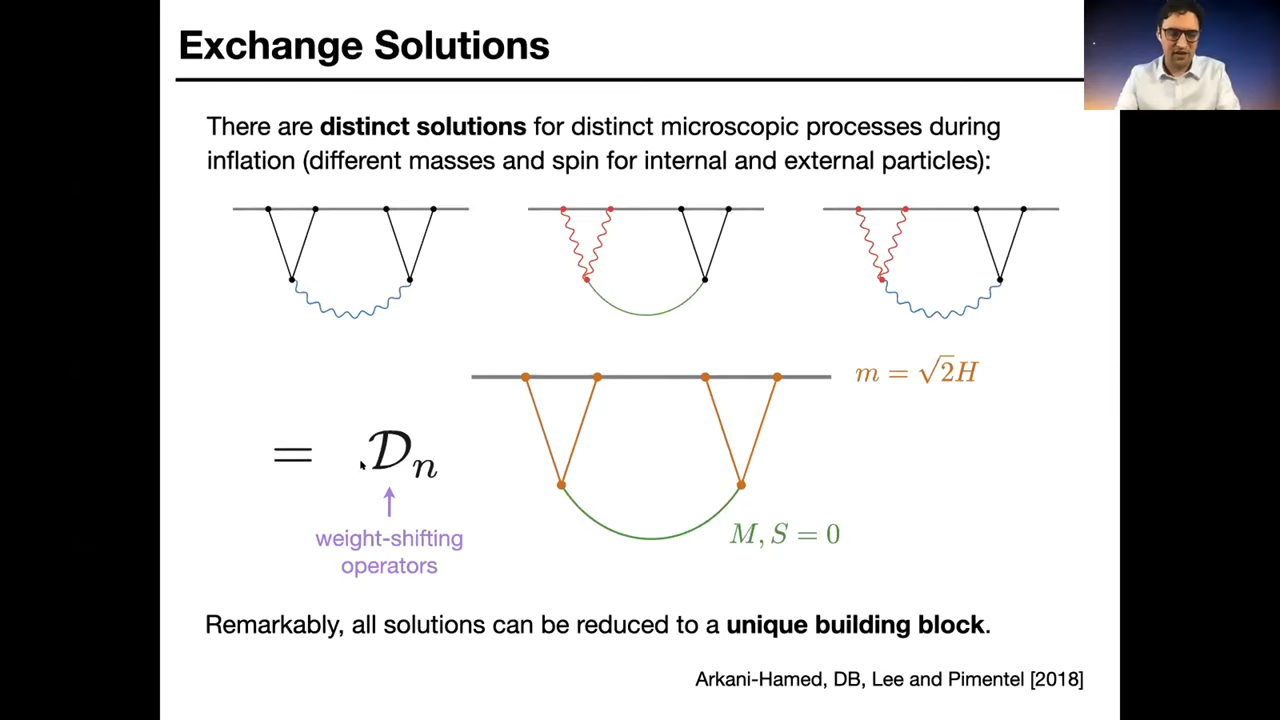 Exchange Solutions
There are distinct solutions for distinct microscopic processes during
inflation (different masses and spin for internal and external particles):
m = √2H
= 𝒟n
weight-shifting
operators
M, S = 0
Remarkably, all solutions can be reduced to a unique building block.
Arkani-Hamed, DB, Lee and Pimentel [2018]